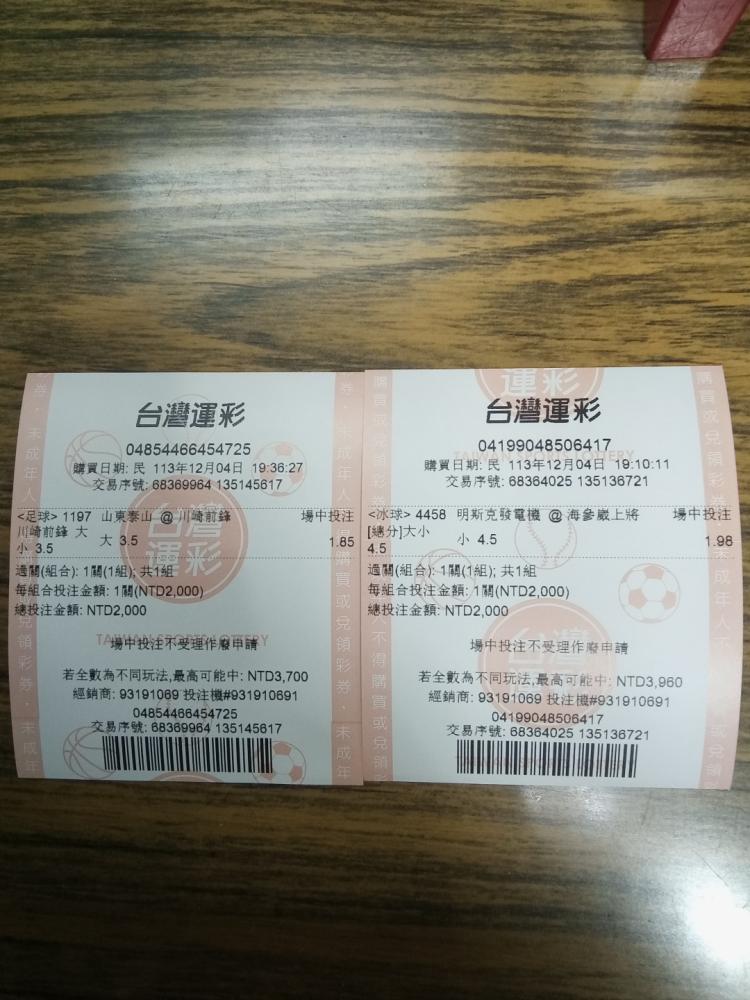 台灣運彩
04854466454725
購買日期: 民 113年12月04日 19:36:27
交易序號: 68369964 135145617
<足球> 1197 山東泰山 @ 川崎前鋒 場中投注
川崎前鋒 大
小 3.5 大 3.5 1.85
過關(組合): 1關(1組); 共1組
每組合投注金額: 1關(NTD2,000)
總投注金額: NTD2,000
TAIWAN SPORTS LOTTERY
場中投注不受理作廢申請
若全數為不同玩法,最高可能中: NTD3,700
經銷商: 93191069 投注機#931910691
04854466454725
交易序號: 68369964 135145617
台灣運彩
04199048506417
TAIWAN SPORTS LOTTERY
購買日期: 民 113年12月04日 19:10:11
交易序號: 68364025 135136721
<冰球> 4458 明斯克發電機 @ 海參崴上將 場中投注
[總分]大小
4.5 小 4.5 1.98
過關(組合): 1關(1組); 共1組
每組合投注金額: 1關(NTD2,000)
總投注金額: NTD2,000
場中投注不受理作廢申請
若全數為不同玩法,最高可能中: NTD3,960
經銷商: 93191069 投注機#931910691
04199048506417
交易序號: 68364025 135136721